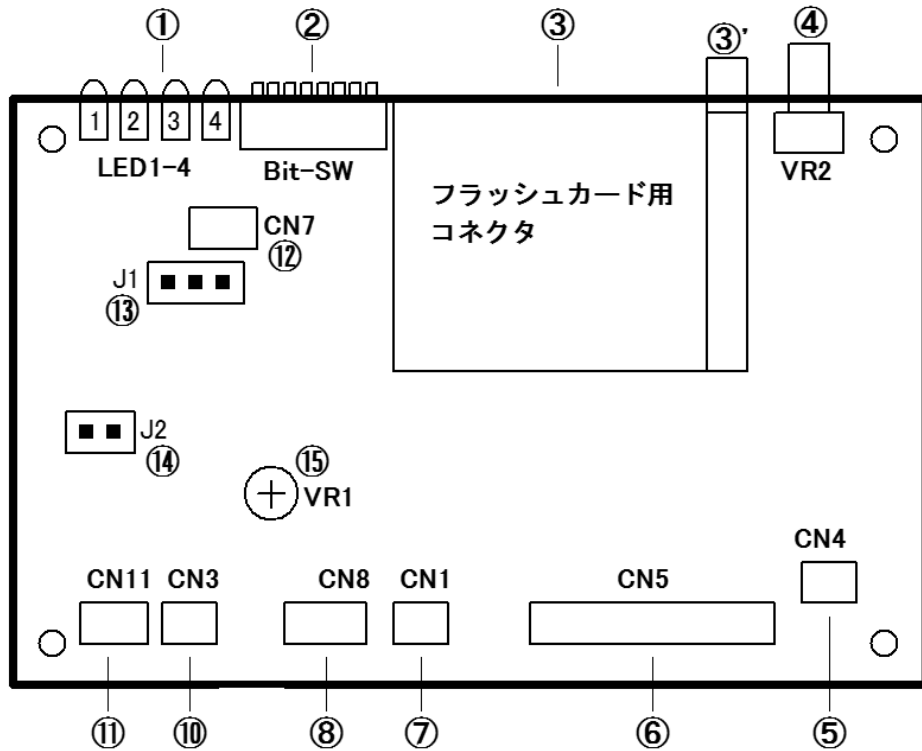 ① ② ③ ③' ④
1 2 3 4
LED1-4 Bit-SW VR2
フラッシュカード用
コネクタ
CN7
⑫
J1
⑬
J2
⑭
⑮
VR1
CN4
CN11 CN3 CN8 CN1 CN5
⑪ ⑩ ⑧ ⑦ ⑥ ⑤